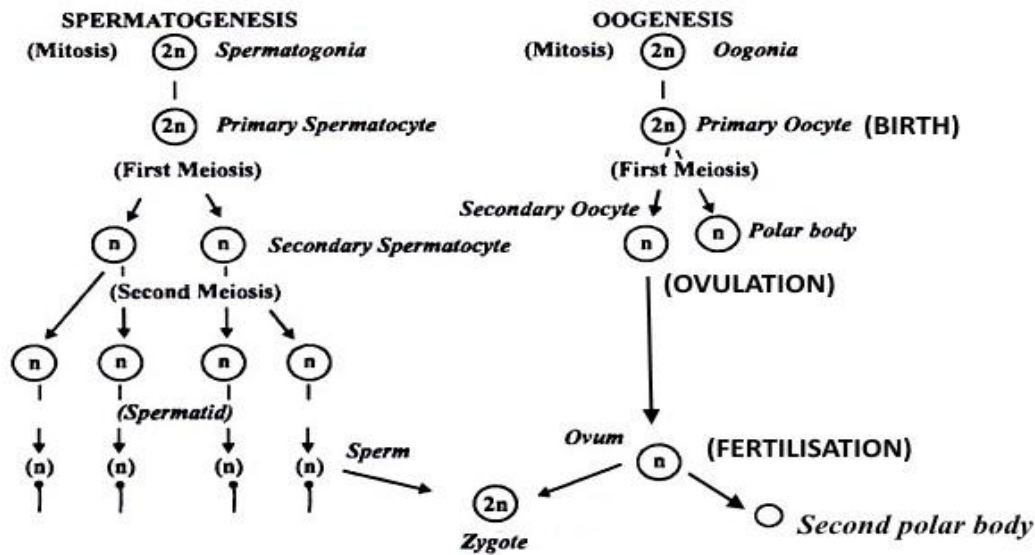 SPERMATOGENESIS
(Mitosis) 2n Spermatogonia
2n Primary Spermatocyte
(First Meiosis)
n n Secondary Spermatocyte
(Second Meiosis)
n n n n
(Spermatid)
(n) (n) (n) (n) Sperm
OOGENESIS
(Mitosis) 2n Oogonia
2n Primary Oocyte (BIRTH)
(First Meiosis)
Secondary Oocyte
n n Polar body
(OVULATION)
Ovum n (FERTILISATION)
2n
Zygote
Second polar body